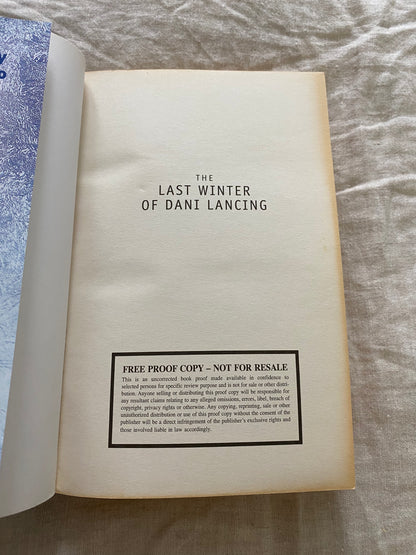 THE
LAST WINTER
OF DANI LANCING
FREE PROOF COPY – NOT FOR RESALE
This is an uncorrected book proof made available in confidence to
selected persons for specific review purpose and is not for sale or other distri-
bution. Anyone selling or distributing this proof copy will be responsible for
any resultant claims relating to any alleged omissions, errors, libel, breach of
copyright, privacy rights or otherwise. Any copying, reprinting, sale or other
unauthorized distribution or use of this proof copy without the consent of the
publisher will be a direct infringement of the publisher's exclusive rights and
those involved liable in law accordingly.